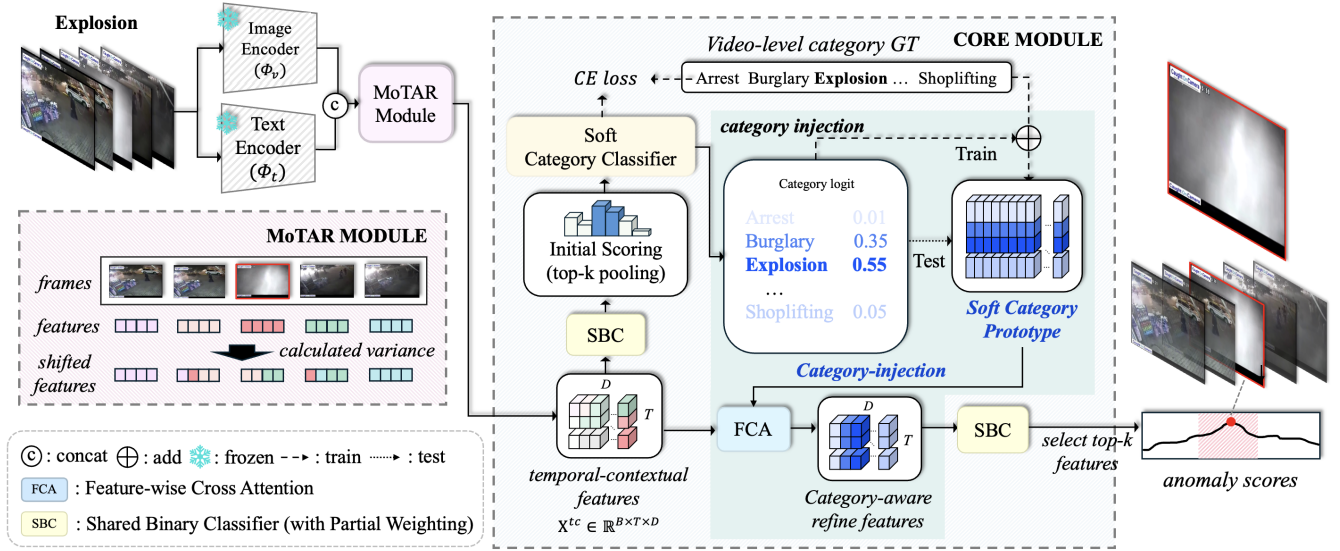 Explosion
Image
Encoder
(Φᵥ)
Text
Encoder
(Φₜ)
c
MoTAR
Module
MoTAR MODULE
frames
features
calculated variance
shifted
features
c : concat ⊕ : add : frozen : train : test
FCA : Feature-wise Cross Attention
SBC : Shared Binary Classifier (with Partial Weighting)
CORE MODULE
Video-level category GT
Arrest Burglary Explosion ... Shoplifting
CE loss
Soft
Category Classifier
Initial Scoring
(top-k pooling)
SBC
D
T
temporal-contextual
features
X^tc ∈ ℝ^B×T×D
category injection
Train
Category logit
Arrest 0.01
Burglary 0.35
Explosion 0.55
...
Shoplifting 0.05
Test
Soft Category
Prototype
Category-injection
FCA
D
T
Category-aware
refine features
SBC
select top-k
features
anomaly scores